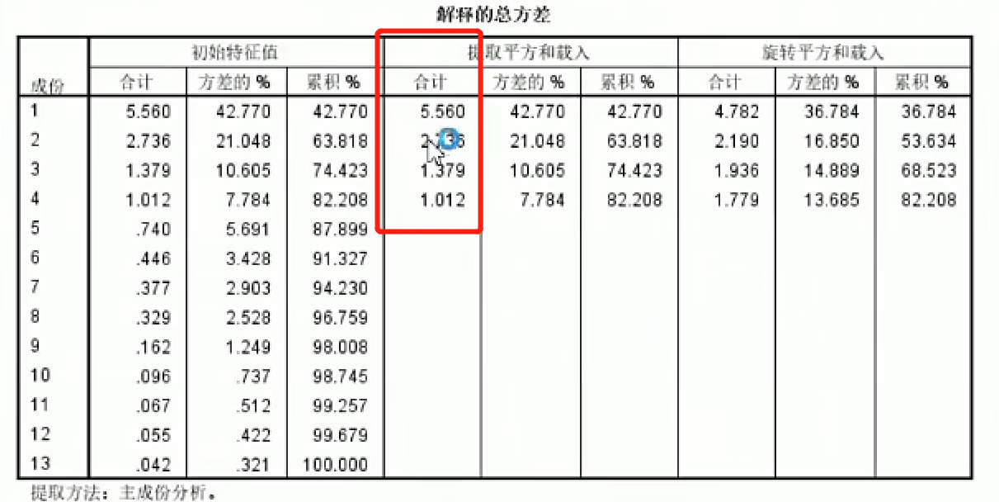 解释的总方差
初始特征值 提取平方和载入 旋转平方和载入
成份 合计 方差的 % 累积 % 合计 方差的 % 累积 % 合计 方差的 % 累积 %
1 5.560 42.770 42.770 5.560 42.770 42.770 4.782 36.784 36.784
2 2.736 21.048 63.818 21.048 63.818 2.190 16.850 53.634
3 1.379 10.605 74.423 1.379 10.605 74.423 1.936 14.889 68.523
4 1.012 7.784 82.208 1.012 7.784 82.208 1.779 13.685 82.208
5 .740 5.691 87.899
6 .446 3.428 91.327
7 .377 2.903 94.230
8 .329 2.528 96.759
9 .162 1.249 98.008
10 .096 .737 98.745
11 .067 .512 99.257
12 .055 .422 99.679
13 .042 .321 100.000
提取方法：主成份分析。